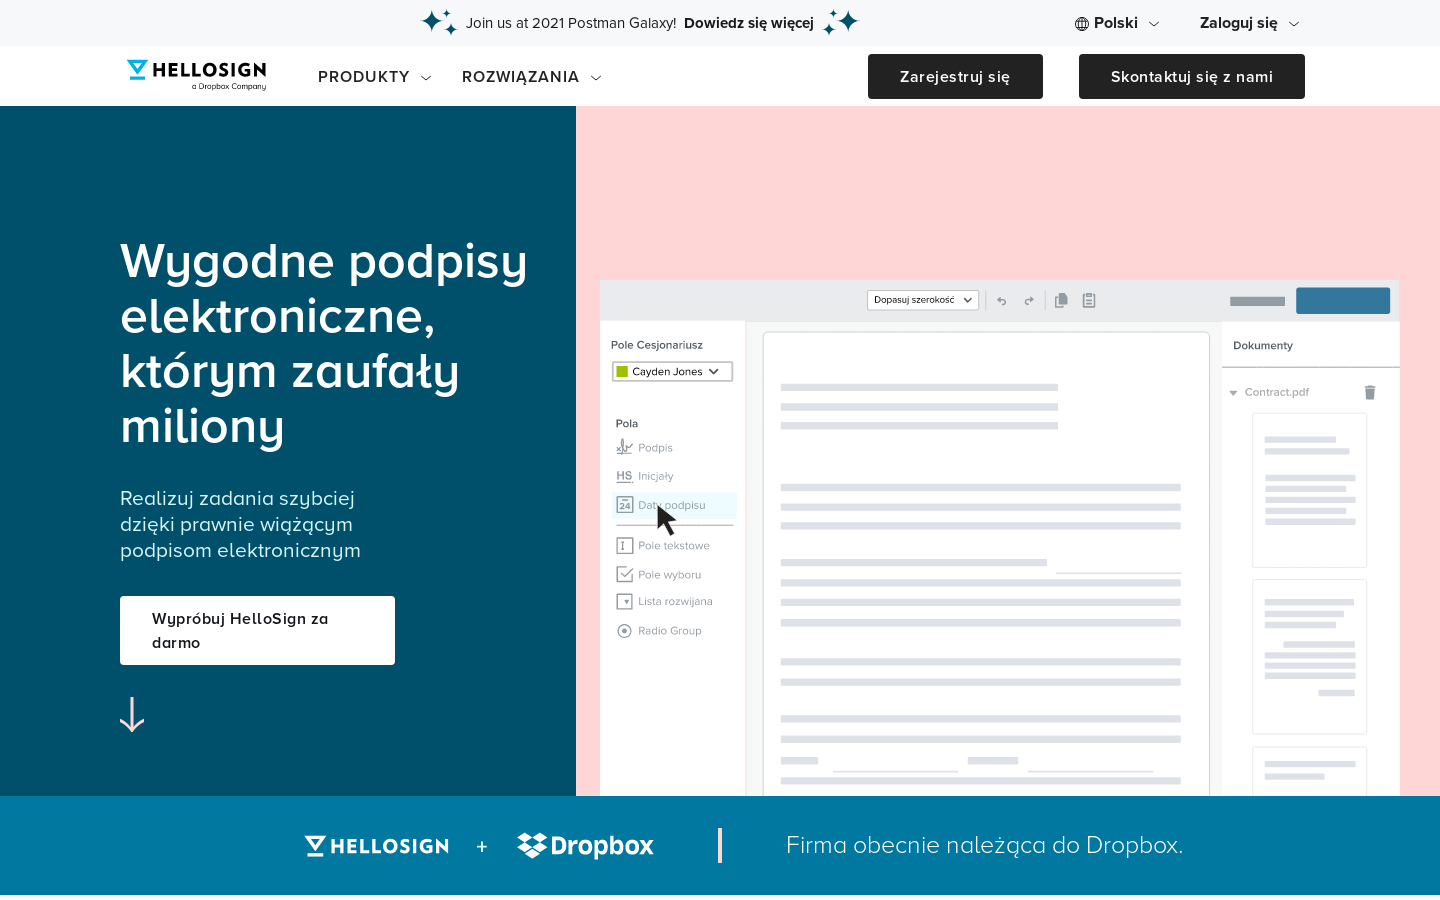 Join us at 2021 Postman Galaxy! Dowiedz się więcej
Polski
Zaloguj się
HELLOSIGN
a Dropbox Company
PRODUKTY
ROZWIĄZANIA
Zarejestruj się
Skontaktuj się z nami
Wygodne podpisy
elektroniczne,
którym zaufały
miliony
Realizuj zadania szybciej
dzięki prawnie wiążącym
podpisom elektronicznym
Wypróbuj HelloSign za
darmo
Dopasuj szerokość
Pole Cesjonariusz
Cayden Jones
Pola
Podpis
HS Inicjały
24 Daty podpisu
Pole tekstowe
Pole wyboru
Lista rozwijana
Radio Group
Dokumenty
Contract.pdf
HELLOSIGN + Dropbox
Firma obecnie należąca do Dropbox.